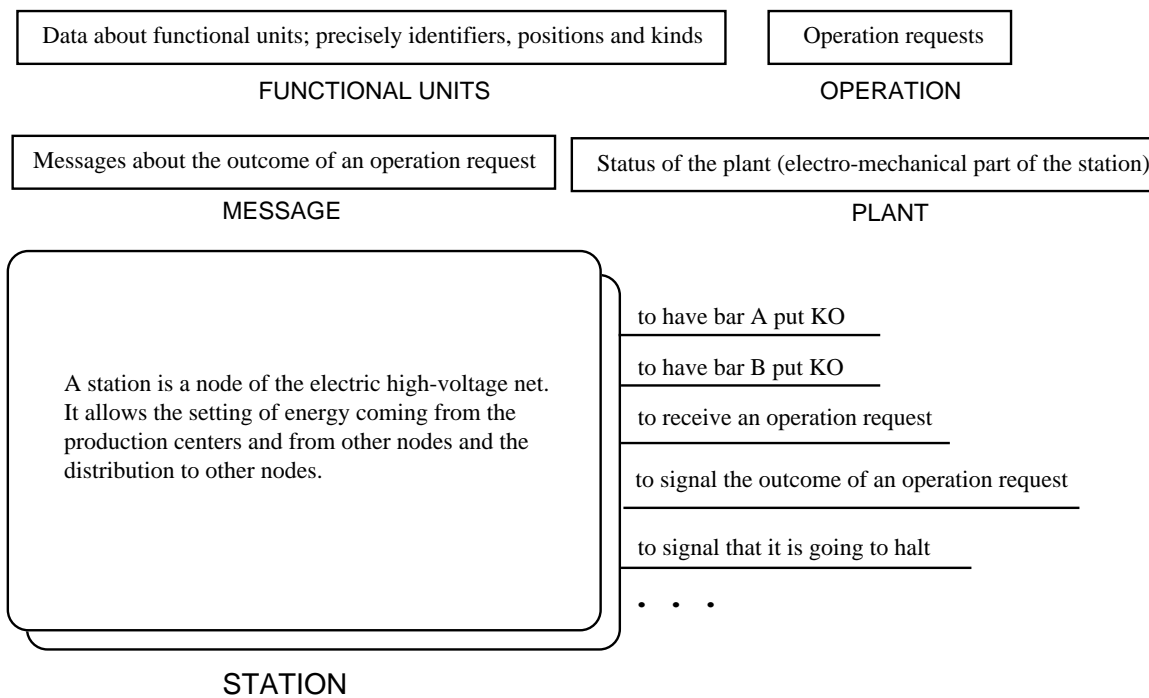 Data about functional units; precisely identifiers, positions and kinds
Operation requests
FUNCTIONAL UNITS
OPERATION
Messages about the outcome of an operation request
Status of the plant (electro-mechanical part of the station)
MESSAGE
PLANT
to have bar A put KO
to have bar B put KO
to receive an operation request
to signal the outcome of an operation request
to signal that it is going to halt
. . .
A station is a node of the electric high-voltage net.
It allows the setting of energy coming from the
production centers and from other nodes and the
distribution to other nodes.
STATION